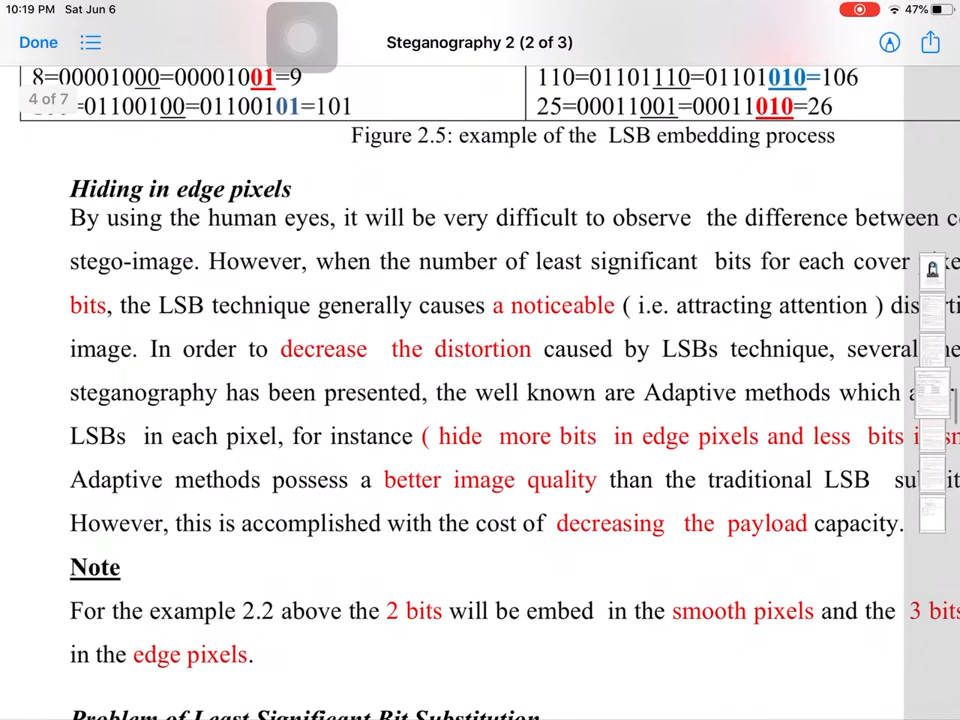 10:19 PM Sat Jun 6 47%
Done Steganography 2 (2 of 3)
8=00001000=00001001=9 110=01101110=01101010=106
4 of 7 =01100100=01100101=101 25=00011001=00011010=26
Figure 2.5: example of the LSB embedding process
Hiding in edge pixels
By using the human eyes, it will be very difficult to observe the difference between
stego-image. However, when the number of least significant bits for each cover
bits, the LSB technique generally causes a noticeable ( i.e. attracting attention )
image. In order to decrease the distortion caused by LSBs technique, several
steganography has been presented, the well known are Adaptive methods which
LSBs in each pixel, for instance ( hide more bits in edge pixels and less bits
Adaptive methods possess a better image quality than the traditional LSB
However, this is accomplished with the cost of decreasing the payload capacity.
Note
For the example 2.2 above the 2 bits will be embed in the smooth pixels and the 3 bits
in the edge pixels.
Problem of Least Significant Bit Substitution